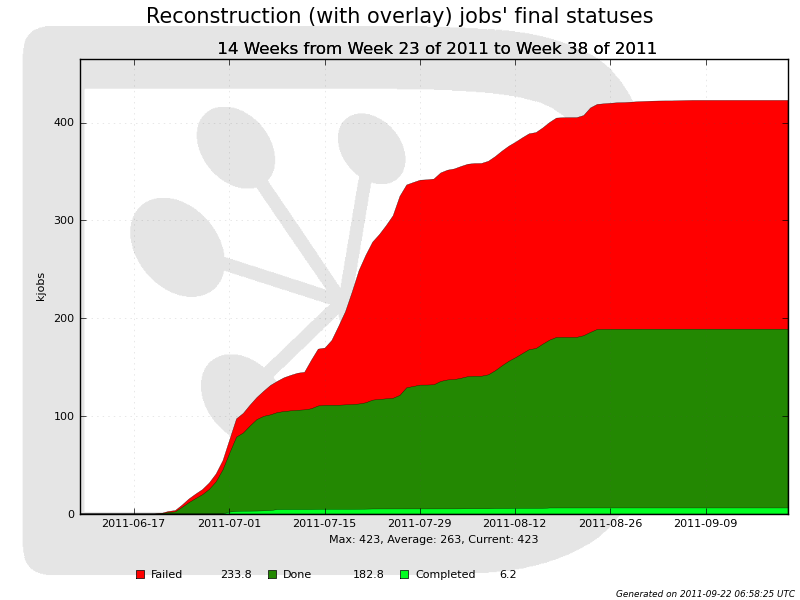 Reconstruction (with overlay) jobs' final statuses
14 Weeks from Week 23 of 2011 to Week 38 of 2011
400
300
200
100
0
kjobs
2011-06-17 2011-07-01 2011-07-15 2011-07-29 2011-08-12 2011-08-26 2011-09-09
Max: 423, Average: 263, Current: 423
Failed 233.8 Done 182.8 Completed 6.2
Generated on 2011-09-22 06:58:25 UTC